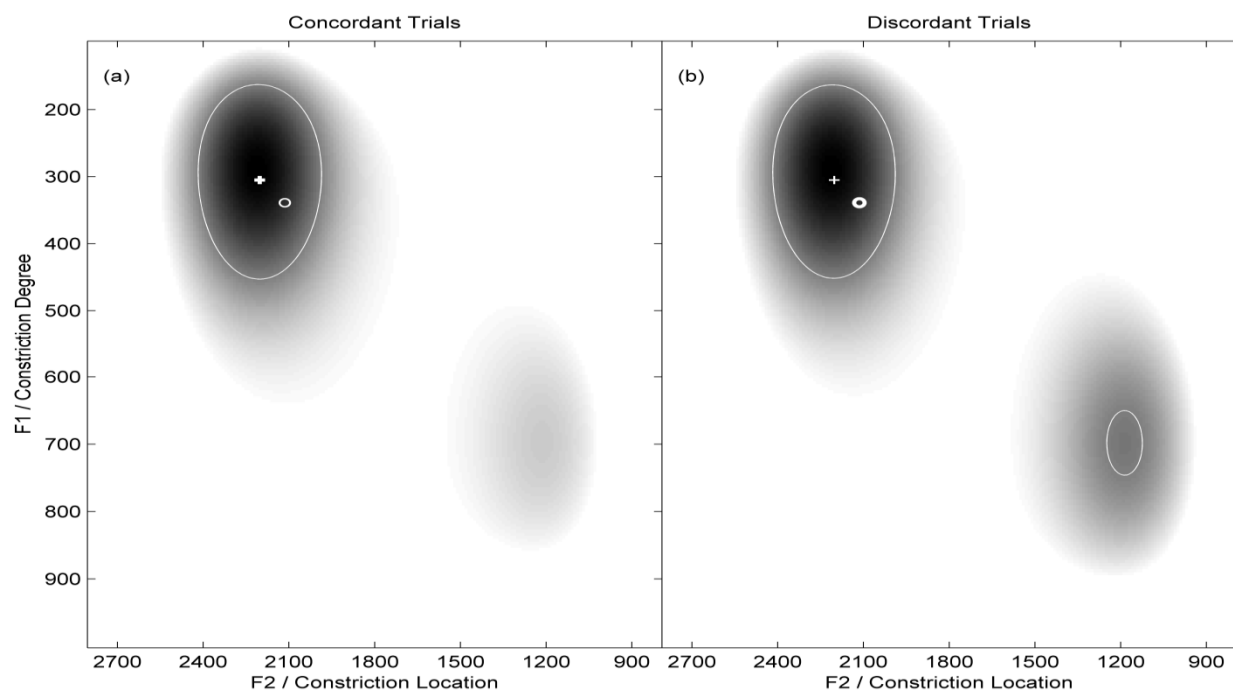 Concordant Trials
Discordant Trials
(a)
(b)
200
300
400
500
600
700
800
900
F1 / Constriction Degree
2700 2400 2100 1800 1500 1200 900
2700 2400 2100 1800 1500 1200 900
F2 / Constriction Location
F2 / Constriction Location